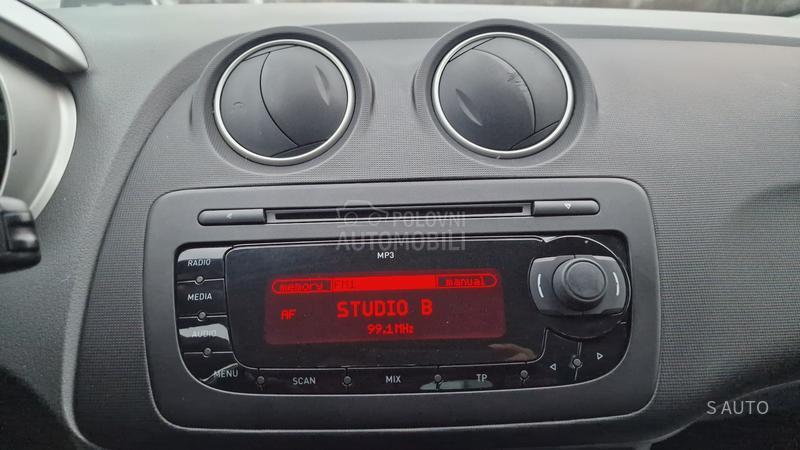 POLOVNI
AUTOMOBILI
MP3
RADIO
MEDIA
AUDIO
MENU
memory FM1 manual
AF STUDIO B
99.1MHz
SCAN MIX TP
S AUTO